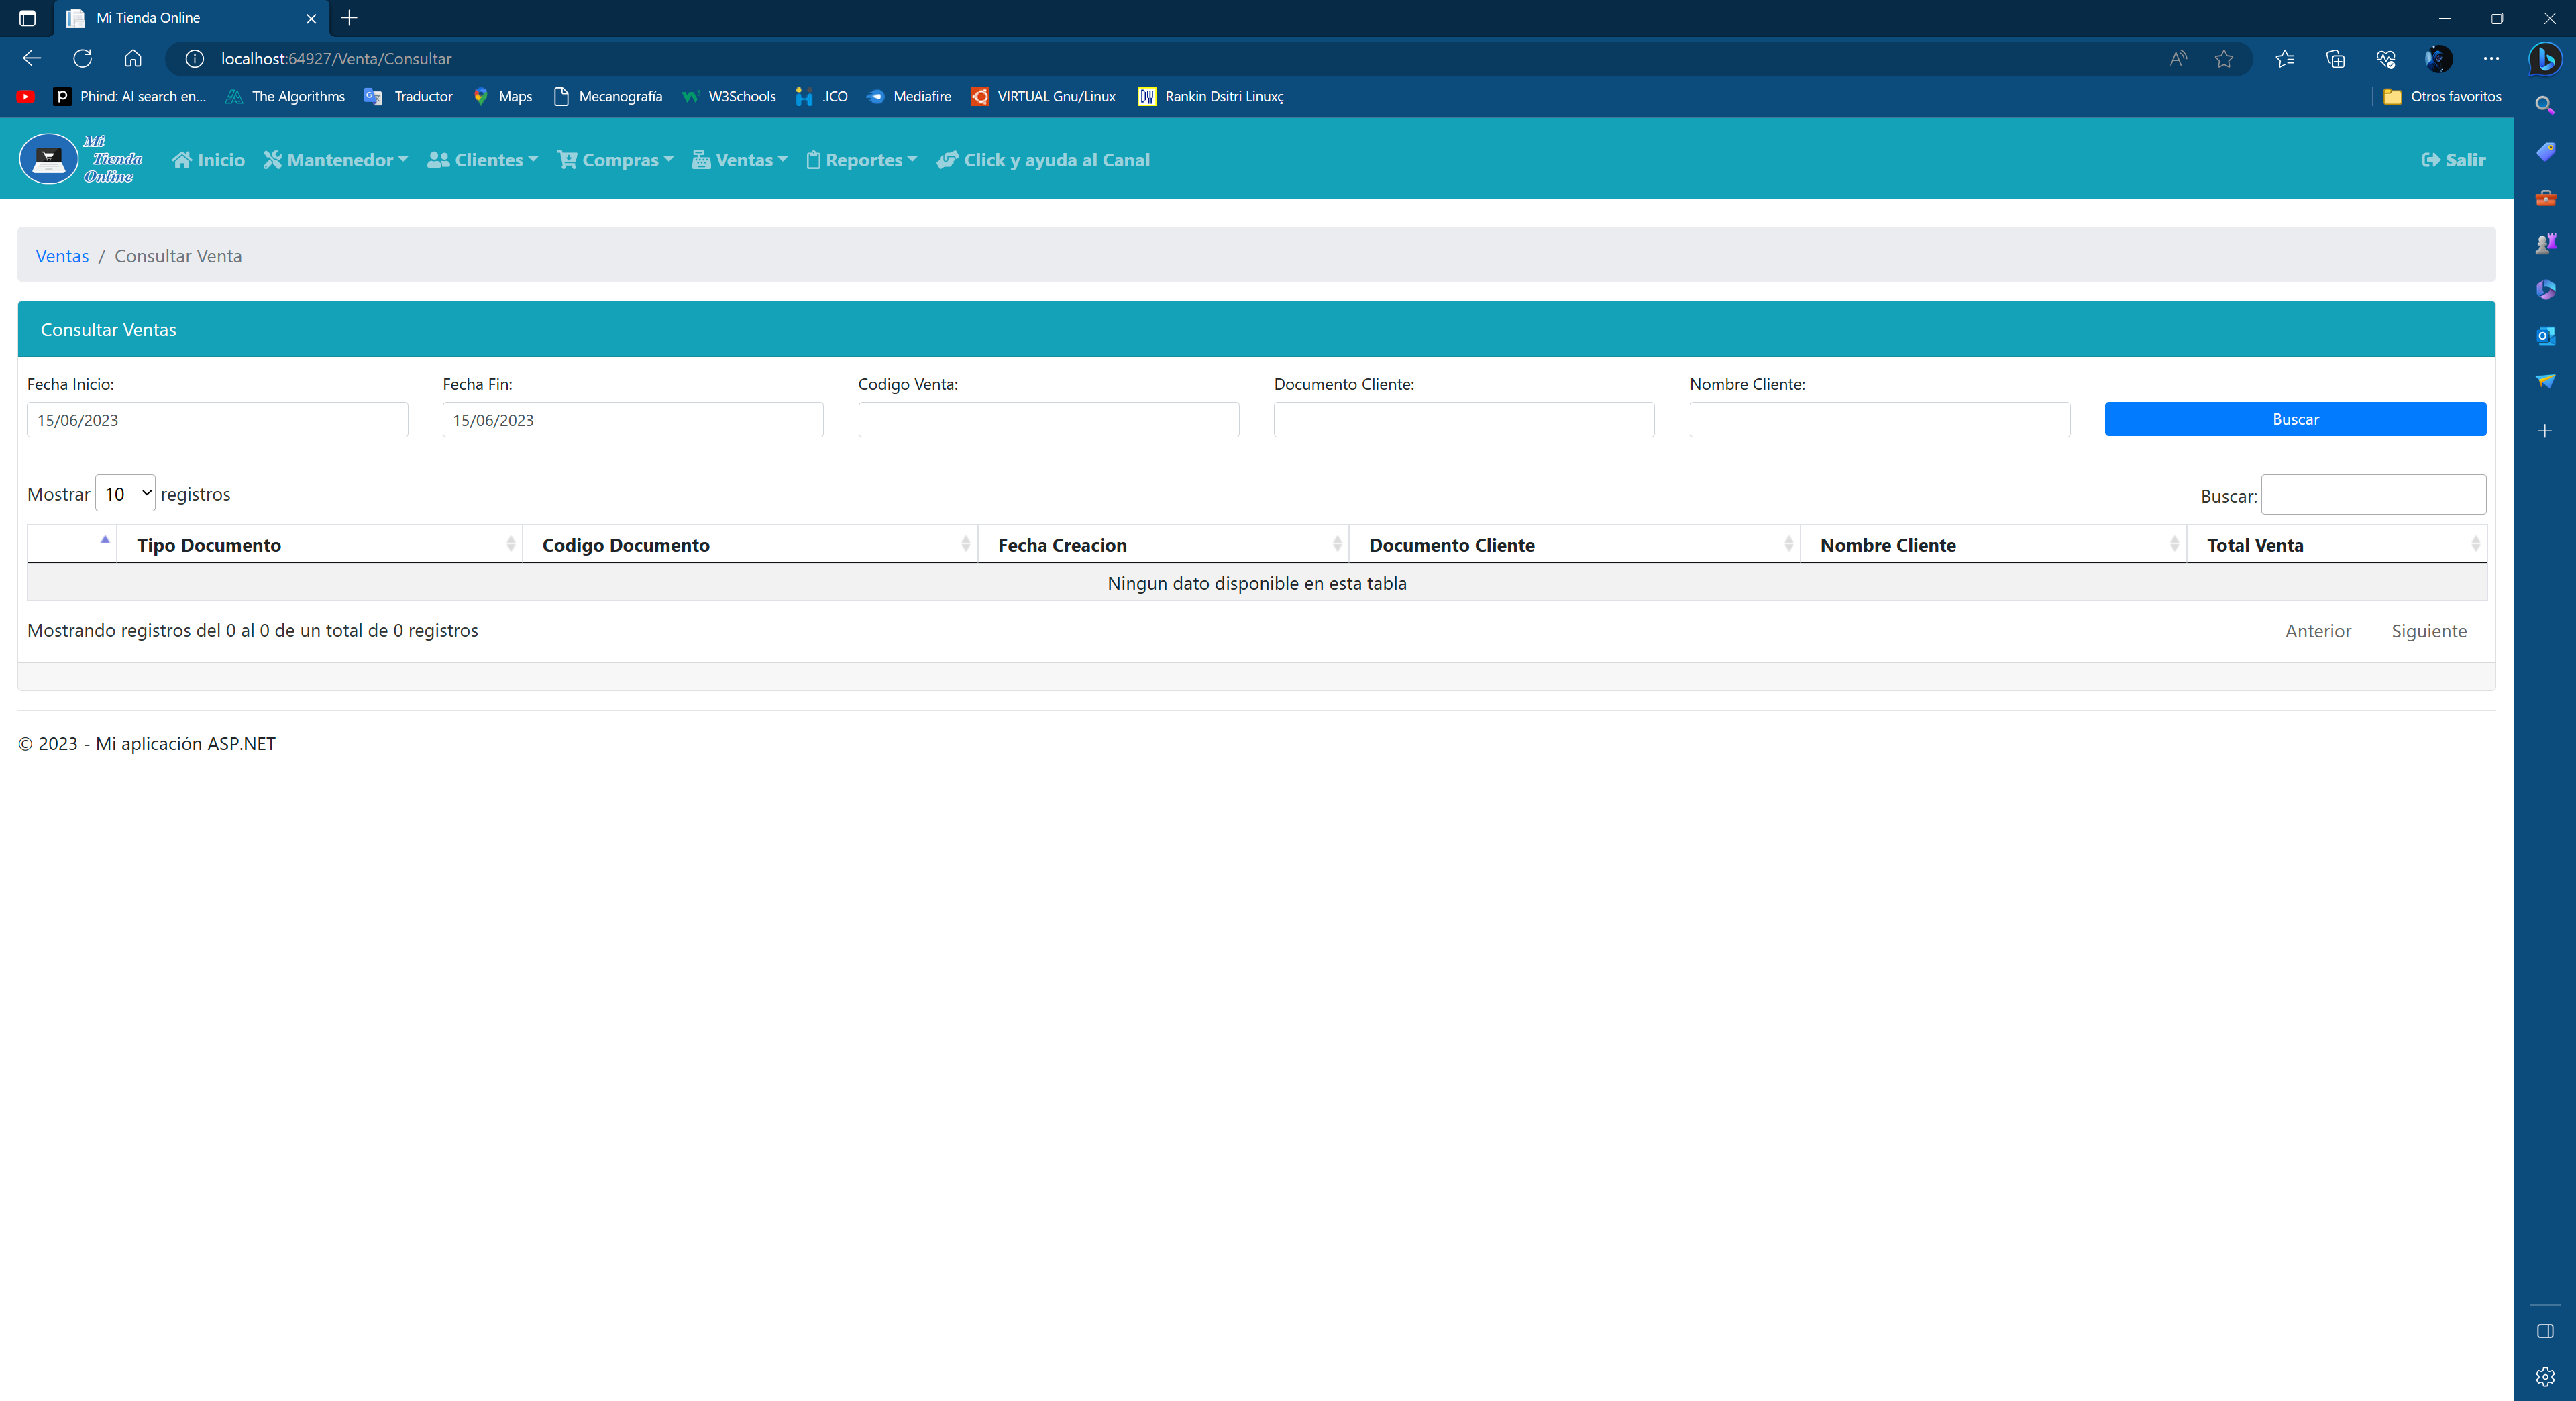 Mi Tienda Online
localhost:64927/Venta/Consultar
Phind: AI search en... The Algorithms Traductor Maps Mecanografía W3Schools .ICO Mediafire VIRTUAL Gnu/Linux Rankin Dsitri Linuxç Otros favoritos
Mi
Tienda
Online
Inicio Mantenedor Clientes Compras Ventas Reportes Click y ayuda al Canal Salir
Ventas / Consultar Venta
Consultar Ventas
Fecha Inicio: Fecha Fin: Codigo Venta: Documento Cliente: Nombre Cliente:
15/06/2023 15/06/2023 Buscar
Mostrar 10 registros Buscar:
Tipo Documento Codigo Documento Fecha Creacion Documento Cliente Nombre Cliente Total Venta
Ningun dato disponible en esta tabla
Mostrando registros del 0 al 0 de un total de 0 registros Anterior Siguiente
© 2023 - Mi aplicación ASP.NET